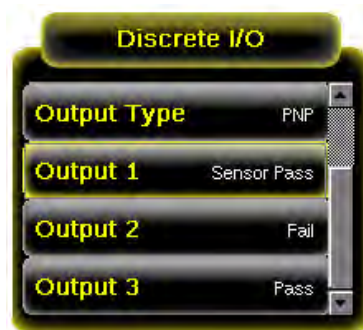 Discrete I/O
Output Type PNP
Output 1 Sensor Pass
Output 2 Fail
Output 3 Pass